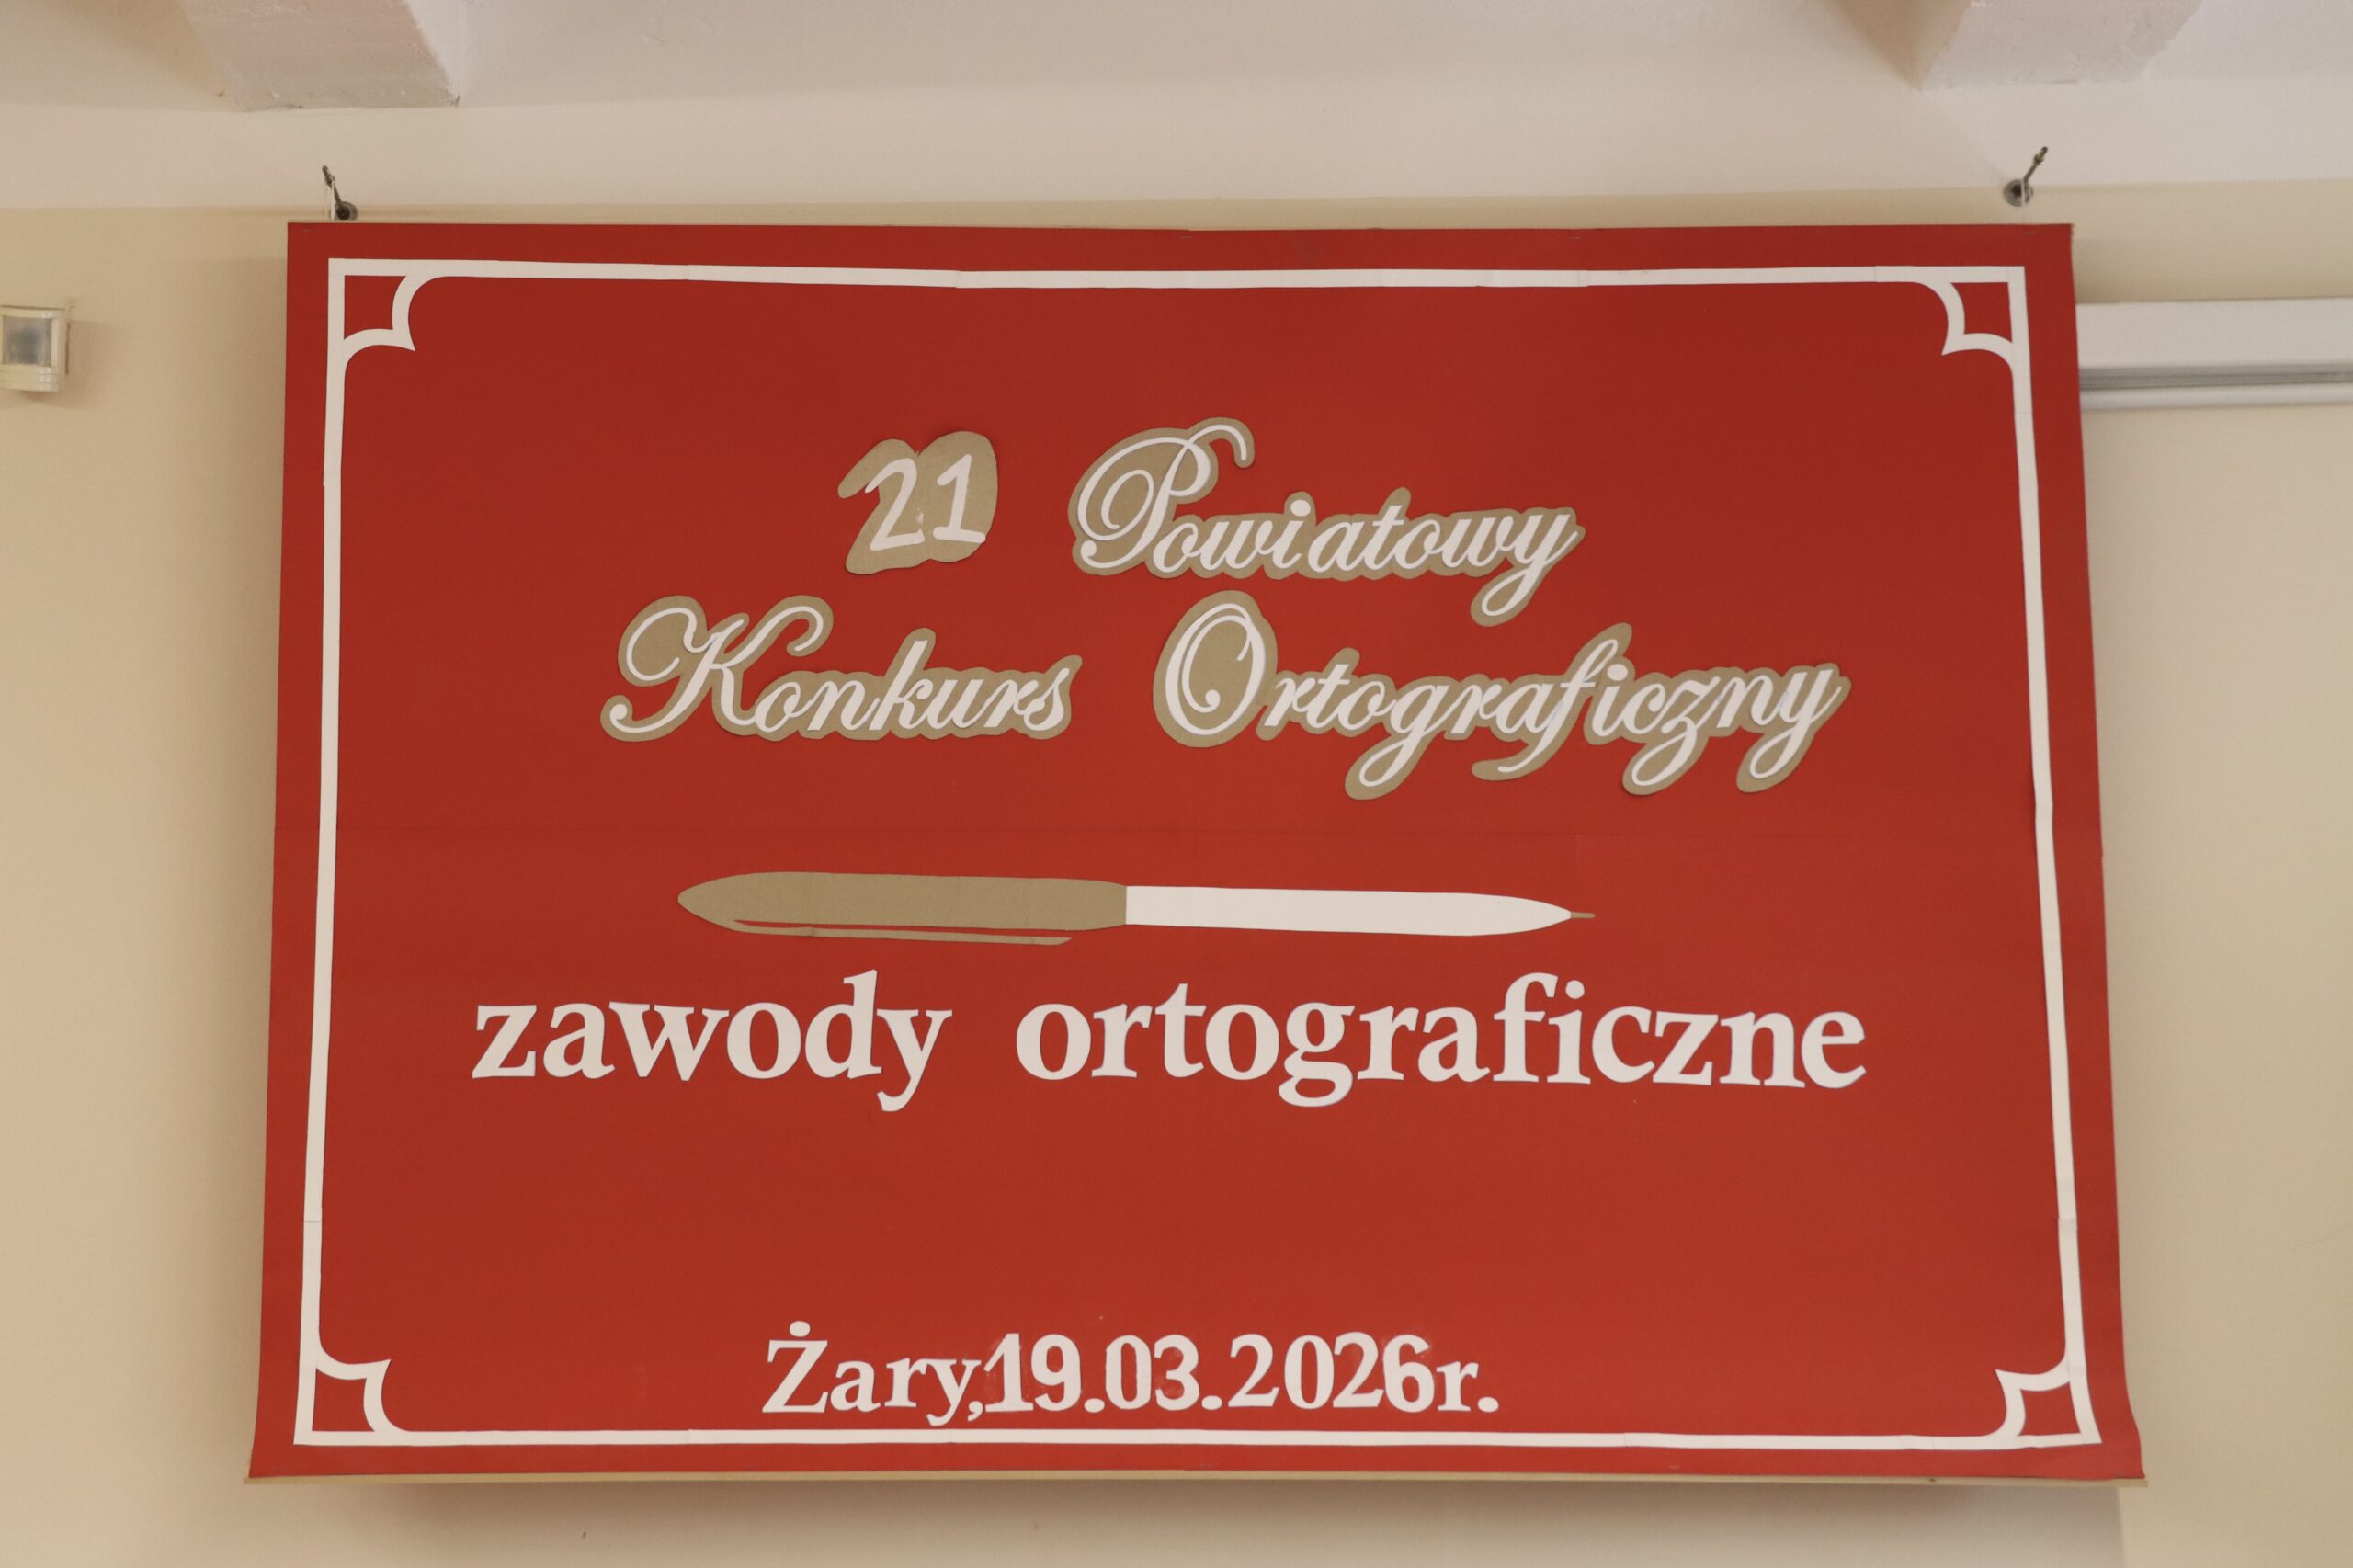 21 Powiatowy
Konkurs Ortograficzny
zawody ortograficzne
Żary,19.03.2026r.